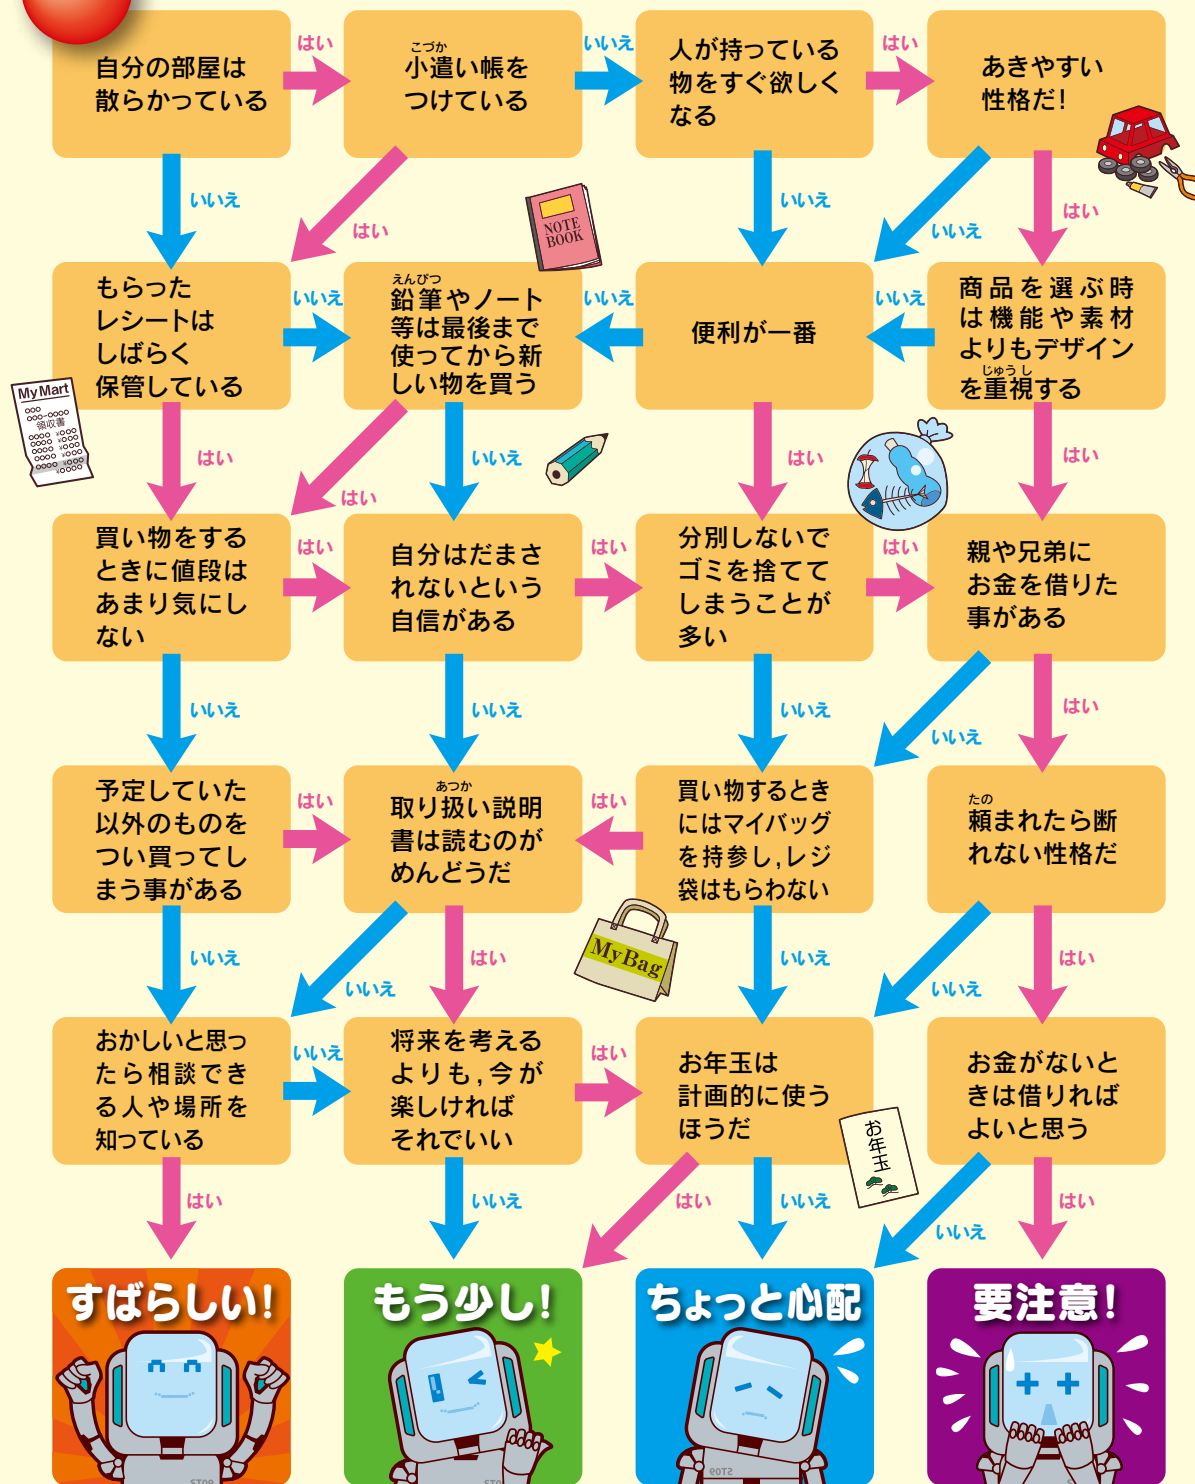 自分の部屋は
散らかっている
はい
こづか
小遣い帳を
つけている
いいえ
人が持っている
物をすぐ欲しく
なる
はい
あきやすい
性格だ!
いいえ
はい
NOTE
BOOK
いいえ
いいえ
はい
もらった
レシートは
しばらく
保管している
いいえ
えんぴつ
鉛筆やノート
等は最後まで
使ってから新
しい物を買う
いいえ
便利が一番
いいえ
商品を選ぶ時
は機能や素材
よりもデザイン
じゅうし
を重視する
My Mart
領収書
はい
はい
いいえ
はい
はい
買い物をする
ときに値段は
あまり気にし
ない
はい
自分はだまさ
れないという
自信がある
はい
分別しないで
ゴミを捨てて
しまうことが
多い
はい
親や兄弟に
お金を借りた
事がある
いいえ
いいえ
いいえ
いいえ
はい
予定していた
以外のものを
つい買ってし
まう事がある
はい
あつか
取り扱い説明
書は読むのが
めんどうだ
はい
買い物するとき
にはマイバッグ
を持参し,レジ
袋はもらわない
たの
頼まれたら断
れない性格だ
My Bag
いいえ
いいえ
はい
いいえ
いいえ
はい
おかしいと思っ
たら相談でき
る人や場所を
知っている
いいえ
将来を考える
よりも,今が
楽しければ
それでいい
はい
お年玉は
計画的に使う
ほうだ
お金がないと
きは借りれば
よいと思う
お年玉
はい
いいえ
はい
いいえ
いいえ
はい
すばらしい!
もう少し!
ちょっと心配
要注意!